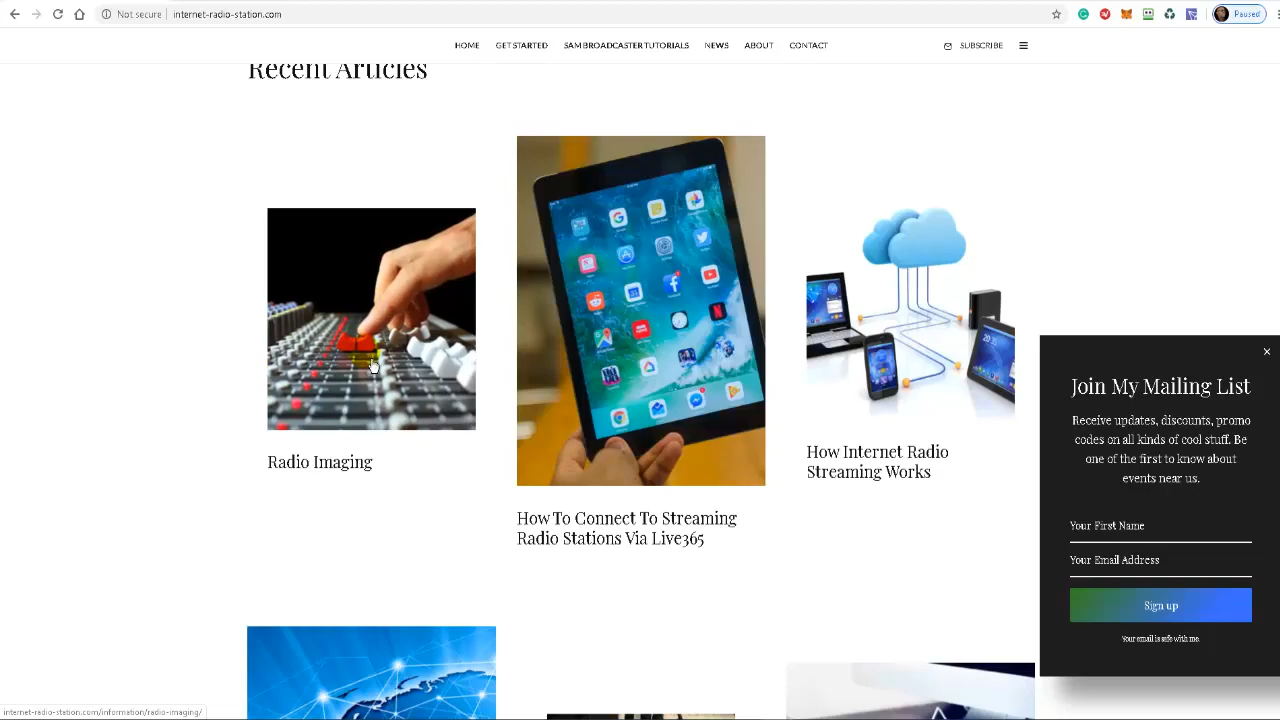 Not secure internet-radio-station.com Paused
HOME GET STARTED SAM BROADCASTER TUTORIALS NEWS ABOUT CONTACT SUBSCRIBE
Recent Articles
Radio Imaging
How To Connect To Streaming
Radio Stations Via Live365
How Internet Radio
Streaming Works
Join My Mailing List
Receive updates, discounts, promo
codes on all kinds of cool stuff. Be
one of the first to know about
events near us.
Your First Name
Your Email Address
Sign up
Your email is safe with me.
internet-radio-station.com/information/radio-imaging/